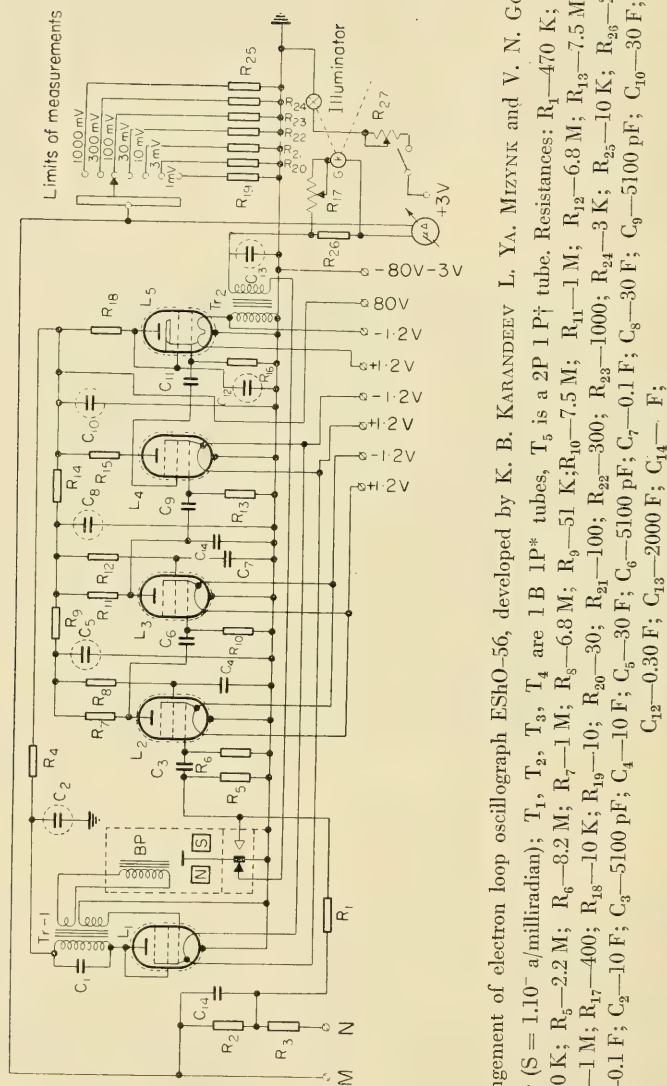 Limits of measurements
1000 mV
300 mV
100 mV
30 mV
10 mV
3 mV
1 mV
R19
R20
R2
R22
R23
R24
R25
Illuminator
R27
R17
G
R26
μA
+3V
Tr-1
C1
L1
BP
N
S
C2
R4
R7
R8
L2
C3
R5
R6
C4
C5
R9
R11
R12
L3
C6
R10
C14
C7
C8
R14
R15
L4
C9
R13
C10
R18
L5
C11
C12
R16
Tr2
C13
C14
R2
R3
R1
M
N
-80V-3V
80V
-1·2V
+1·2V
-1·2V
+1·2V
-1·2V
+1·2V
ngement of electron loop oscillograph EShO-56, developed by K. B. KARANDEEV L. YA. MIZYNK and V. N. Go
(S = 1.10⁻ a/milliradian); T1, T2, T3, T4 are 1 B 1P* tubes, T5 is a 2P 1 P† tube. Resistances: R1—470 K;
0 K; R5—2.2 M; R6—8.2 M; R7—1 M; R8—6.8 M; R9—51 K;R10—7.5 M; R11—1 M; R12—6.8 M; R13—7.5 M
—1 M; R17—400; R18—10 K; R19—10; R20—30; R21—100; R22—300; R23—1000; R24—3 K; R25—10 K; R26—
0.1 F; C2—10 F; C3—5100 pF; C4—10 F; C5—30 F; C6—5100 pF; C7—0.1 F; C8—30 F; C9—5100 pF; C10—30 F;
C12—0.30 F; C13—2000 F; C14— F;